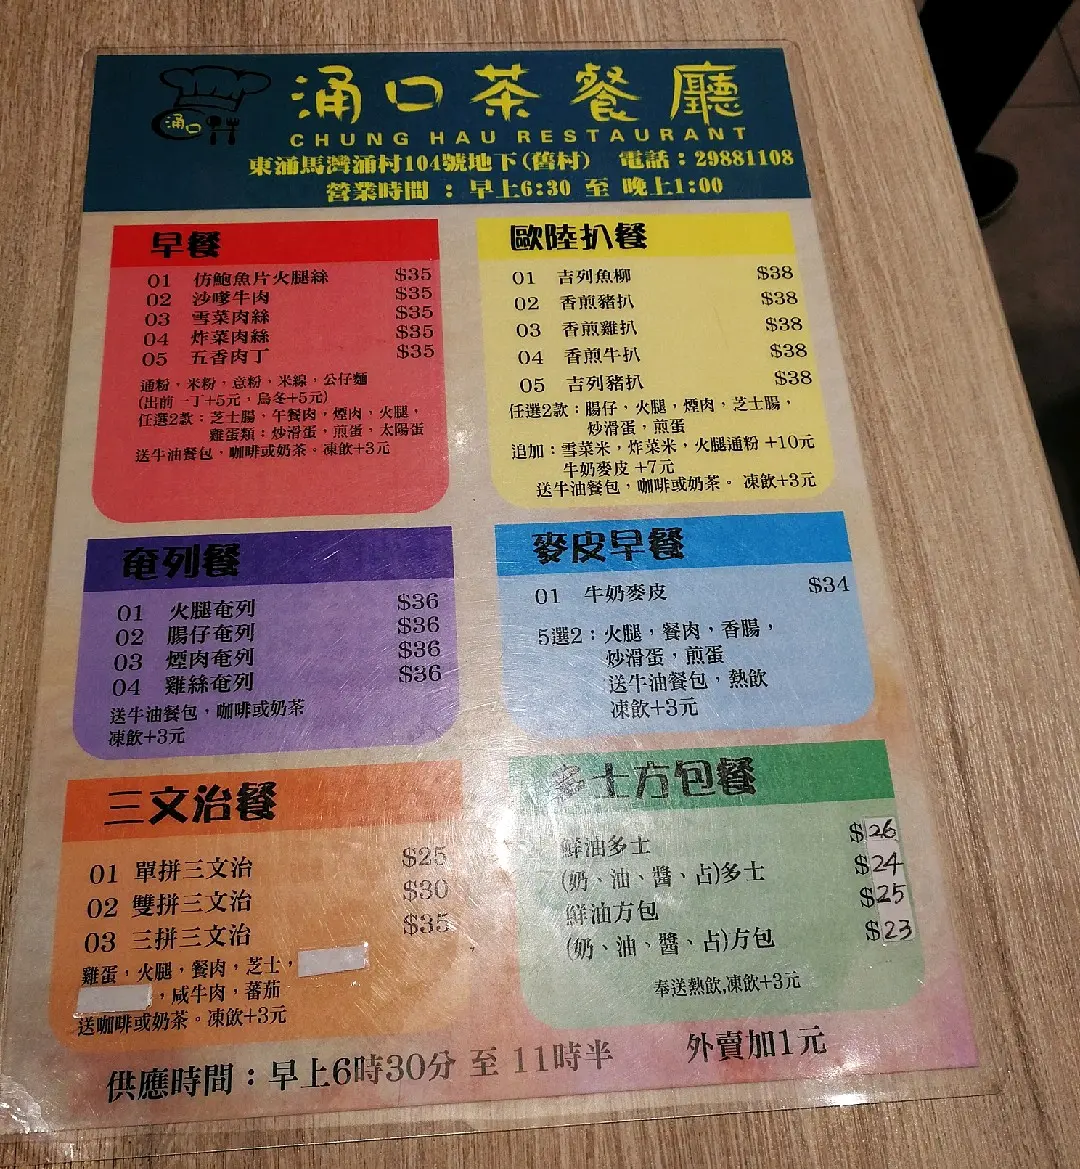 涌口茶餐廳
涌口
CHUNG HAU RESTAURANT
東涌馬灣涌村104號地下(舊村) 電話：29881108
營業時間 ： 早上6:30 至 晚上1:00
早餐
01 仿鮑魚片火腿絲 $35
02 沙嗲牛肉 $35
03 雪菜肉絲 $35
04 炸菜肉絲 $35
05 五香肉丁 $35
通粉，米粉，意粉，米線，公仔麵
(出前一丁+5元，烏冬+5元)
任選2款：芝士腸、午餐肉，煙肉，火腿，
雞蛋類：炒滑蛋，煎蛋，太陽蛋
送牛油餐包，咖啡或奶茶。凍飲+3元
歐陸扒餐
01 吉列魚柳 $38
02 香煎豬扒 $38
03 香煎雞扒 $38
04 香煎牛扒 $38
05 吉列豬扒 $38
任選2款：腸仔，火腿，煙肉，芝士腸，
炒滑蛋，煎蛋
追加：雪菜米，炸菜米，火腿通粉 +10元
牛奶麥皮 +7元
送牛油餐包，咖啡或奶茶。 凍飲+3元
奄列餐
01 火腿奄列 $36
02 腸仔奄列 $36
03 煙肉奄列 $36
04 雞絲奄列 $36
送牛油餐包，咖啡或奶茶
凍飲+3元
麥皮早餐
01 牛奶麥皮 $34
5選2：火腿，餐肉，香腸，
炒滑蛋，煎蛋
送牛油餐包，熱飲
凍飲+3元
三文治餐
01 單拼三文治 $25
02 雙拼三文治 $30
03 三拼三文治 $35
雞蛋，火腿，餐肉，芝士，
，咸牛肉，蕃茄
送咖啡或奶茶。凍飲+3元
多士方包餐
鮮油多士 $26
(奶、油、醬、占)多士 $24
鮮油方包 $25
(奶、油、醬、占)方包 $23
奉送熱飲,凍飲+3元
供應時間：早上6時30分 至 11時半
外賣加1元